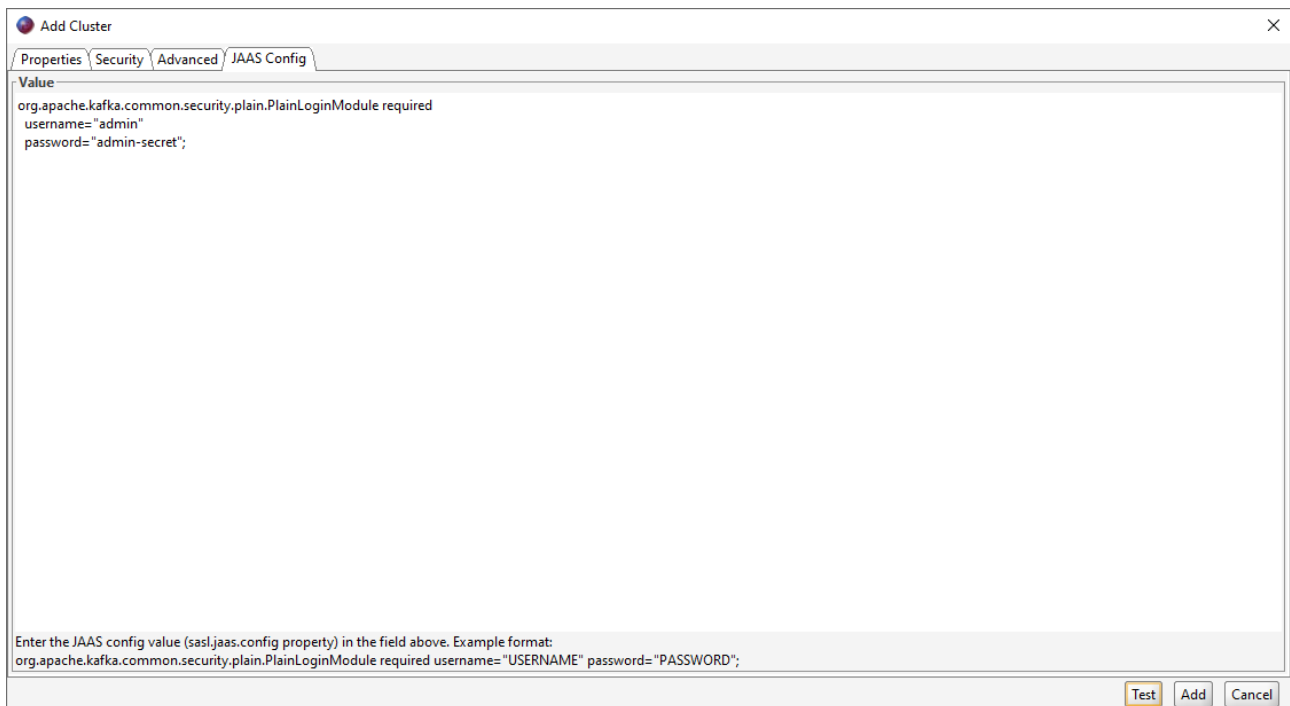 Add Cluster
Properties Security Advanced JAAS Config
Value
org.apache.kafka.common.security.plain.PlainLoginModule required
username="admin"
password="admin-secret";
Enter the JAAS config value (sasl.jaas.config property) in the field above. Example format:
org.apache.kafka.common.security.plain.PlainLoginModule required username="USERNAME" password="PASSWORD";
Test Add Cancel